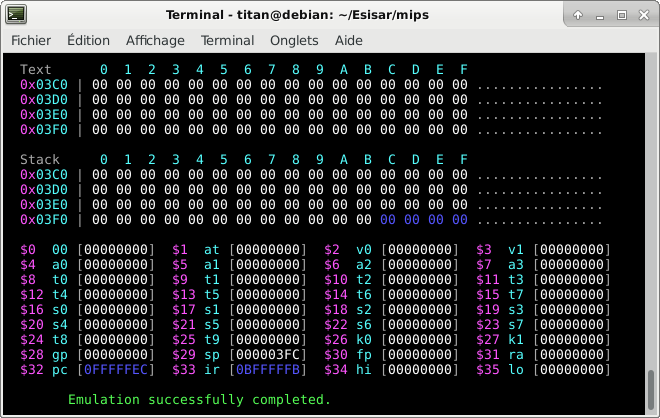 Terminal - titan@debian: ~/Esisar/mips
Fichier Édition Affichage Terminal Onglets Aide
Text 0 1 2 3 4 5 6 7 8 9 A B C D E F
0x03C0 | 00 00 00 00 00 00 00 00 00 00 00 00 00 00 00 00 ................
0x03D0 | 00 00 00 00 00 00 00 00 00 00 00 00 00 00 00 00 ................
0x03E0 | 00 00 00 00 00 00 00 00 00 00 00 00 00 00 00 00 ................
0x03F0 | 00 00 00 00 00 00 00 00 00 00 00 00 00 00 00 00 ................
Stack 0 1 2 3 4 5 6 7 8 9 A B C D E F
0x03C0 | 00 00 00 00 00 00 00 00 00 00 00 00 00 00 00 00 ................
0x03D0 | 00 00 00 00 00 00 00 00 00 00 00 00 00 00 00 00 ................
0x03E0 | 00 00 00 00 00 00 00 00 00 00 00 00 00 00 00 00 ................
0x03F0 | 00 00 00 00 00 00 00 00 00 00 00 00 00 00 00 00 ................
$0 00 [00000000] $1 at [00000000] $2 v0 [00000000] $3 v1 [00000000]
$4 a0 [00000000] $5 a1 [00000000] $6 a2 [00000000] $7 a3 [00000000]
$8 t0 [00000000] $9 t1 [00000000] $10 t2 [00000000] $11 t3 [00000000]
$12 t4 [00000000] $13 t5 [00000000] $14 t6 [00000000] $15 t7 [00000000]
$16 s0 [00000000] $17 s1 [00000000] $18 s2 [00000000] $19 s3 [00000000]
$20 s4 [00000000] $21 s5 [00000000] $22 s6 [00000000] $23 s7 [00000000]
$24 t8 [00000000] $25 t9 [00000000] $26 k0 [00000000] $27 k1 [00000000]
$28 gp [00000000] $29 sp [000003FC] $30 fp [00000000] $31 ra [00000000]
$32 pc [0FFFFFEC] $33 ir [0BFFFFFB] $34 hi [00000000] $35 lo [00000000]
Emulation successfully completed.